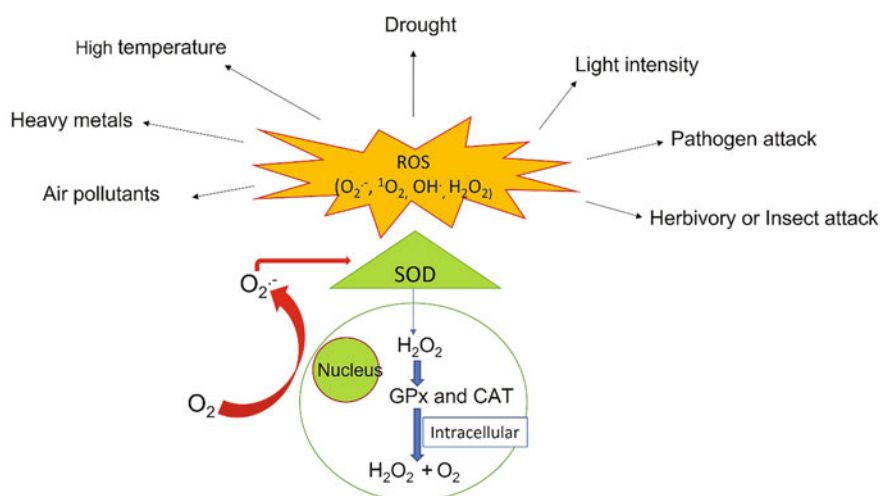 Drought
High temperature
Light intensity
Heavy metals
Pathogen attack
Air pollutants
Herbivory or Insect attack
ROS
(O₂·⁻, ¹O₂, OH·, H₂O₂)
SOD
O₂·⁻
H₂O₂
Nucleus
GPx and CAT
O₂
Intracellular
H₂O₂ + O₂